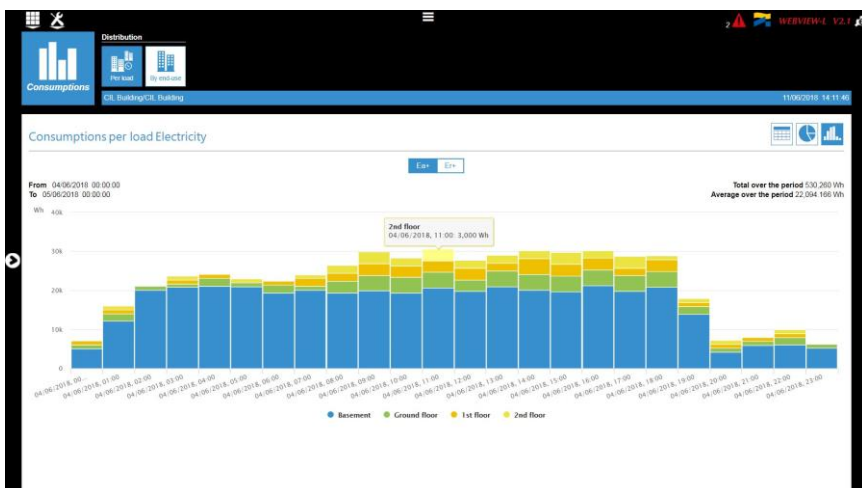 2
WEBVIEW-L V2.1
Distribution
Per load
By end-use
Consumptions
CIL Building/CIL Building
11/06/2018 14:11:46
Consumptions per load Electricity
Ea+ Er+
From 04/06/2018 00:00:00
To 05/06/2018 00:00:00
Total over the period 530,260 Wh
Average over the period 22,094.166 Wh
Wh
40k
2nd floor
04/06/2018, 11:00 3,000 Wh
30k
20k
10k
0
04/06/2018, 00...
04/06/2018, 01:00
04/06/2018, 02:00
04/06/2018, 03:00
04/06/2018, 04:00
04/06/2018, 05:00
04/06/2018, 06:00
04/06/2018, 07:00
04/06/2018, 08:00
04/06/2018, 09:00
04/06/2018, 10:00
04/06/2018, 11:00
04/06/2018, 12:00
04/06/2018, 13:00
04/06/2018, 14:00
04/06/2018, 15:00
04/06/2018, 16:00
04/06/2018, 17:00
04/06/2018, 18:00
04/06/2018, 19:00
04/06/2018, 20:00
04/06/2018, 21:00
04/06/2018, 22:00
04/06/2018, 23:00
Basement Ground floor 1st floor 2nd floor